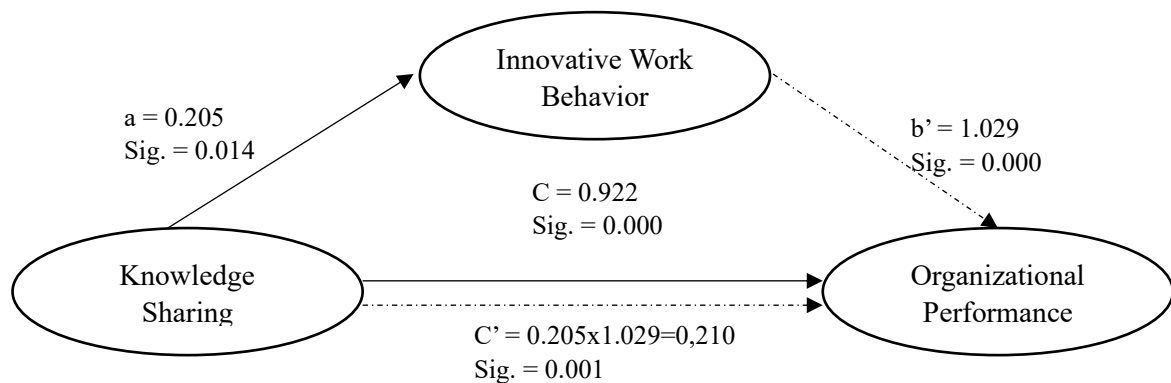 Innovative Work
Behavior
a = 0.205
Sig. = 0.014
b’ = 1.029
Sig. = 0.000
C = 0.922
Sig. = 0.000
Knowledge
Sharing
Organizational
Performance
C’ = 0.205x1.029=0,210
Sig. = 0.001